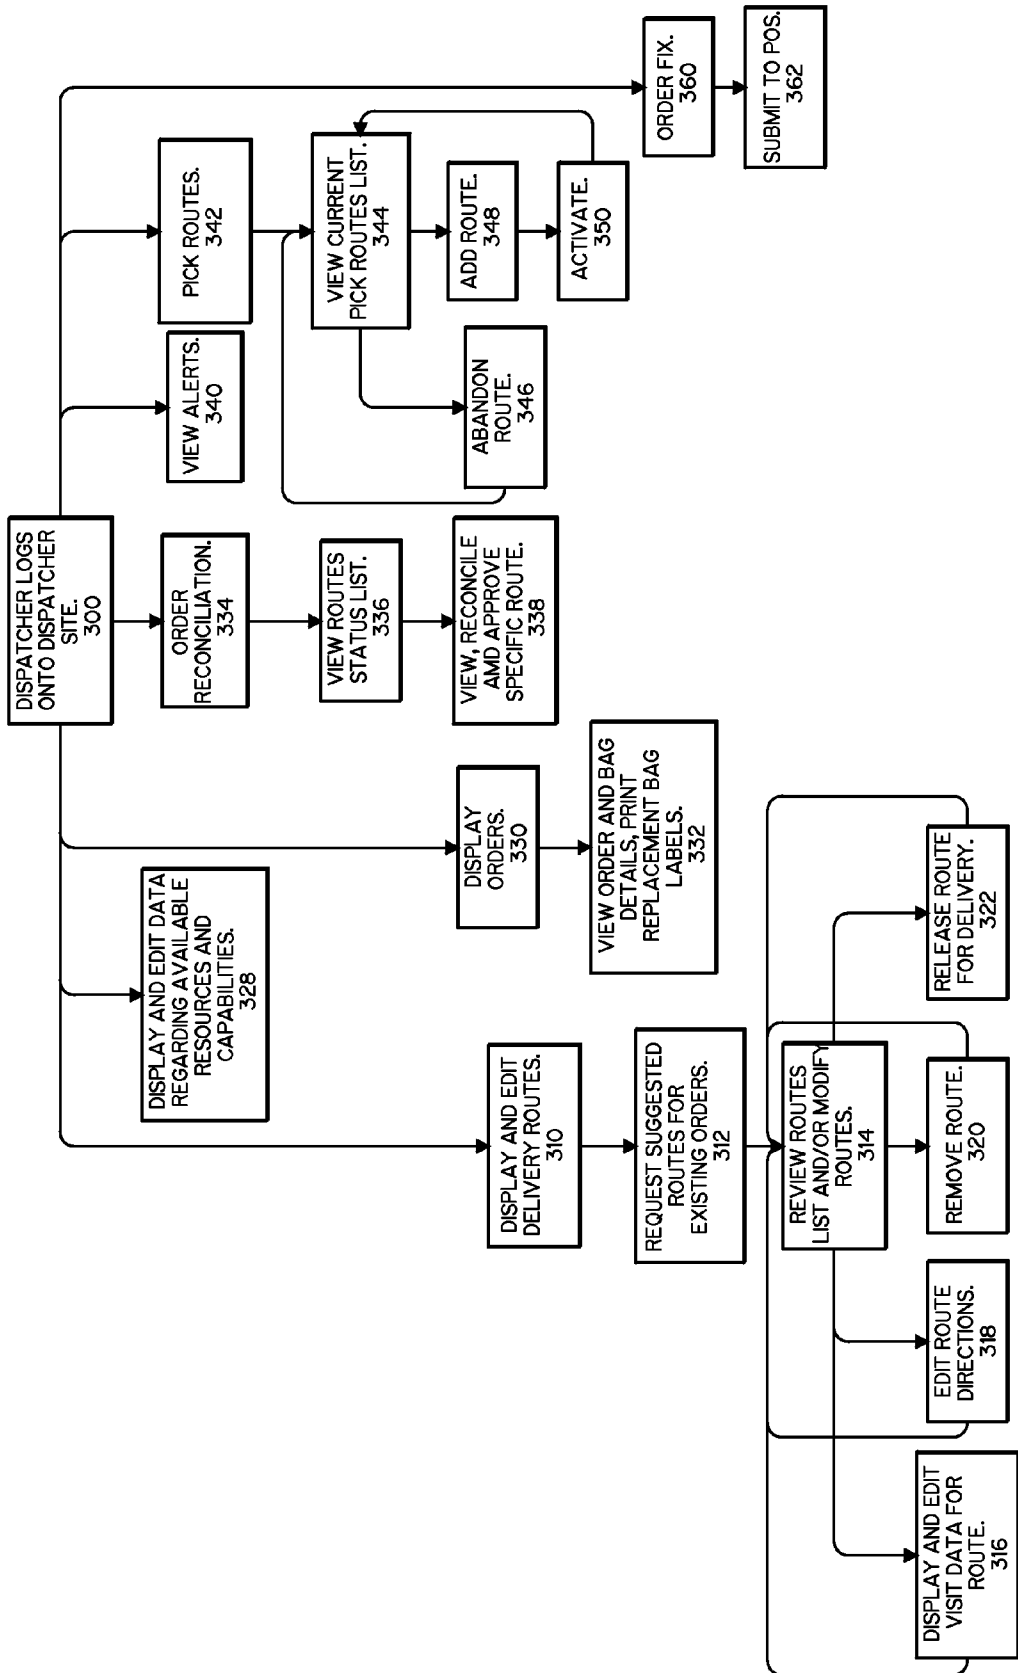 DISPATCHER LOGS
ONTO DISPATCHER
SITE.
300
DISPLAY AND EDIT DATA
REGARDING AVAILABLE
RESOURCES AND
CAPABILITIES.
328
DISPLAY AND EDIT
DELIVERY ROUTES.
310
REQUEST SUGGESTED
ROUTES FOR
EXISTING ORDERS.
312
REVIEW ROUTES
LIST AND/OR MODIFY
ROUTES.
314
DISPLAY AND EDIT
VISIT DATA FOR
ROUTE.
316
EDIT ROUTE
DIRECTIONS.
318
REMOVE ROUTE.
320
RELEASE ROUTE
FOR DELIVERY.
322
DISPLAY
ORDERS.
330
VIEW ORDER AND BAG
DETAILS, PRINT
REPLACEMENT BAG
LABELS.
332
ORDER
RECONCILIATION.
334
VIEW ROUTES
STATUS LIST.
336
VIEW, RECONCILE
AMD APPROVE
SPECIFIC ROUTE.
338
VIEW ALERTS.
340
PICK ROUTES.
342
VIEW CURRENT
PICK ROUTES LIST.
344
ABANDON
ROUTE.
346
ADD ROUTE.
348
ACTIVATE.
350
ORDER FIX.
360
SUBMIT TO POS.
362